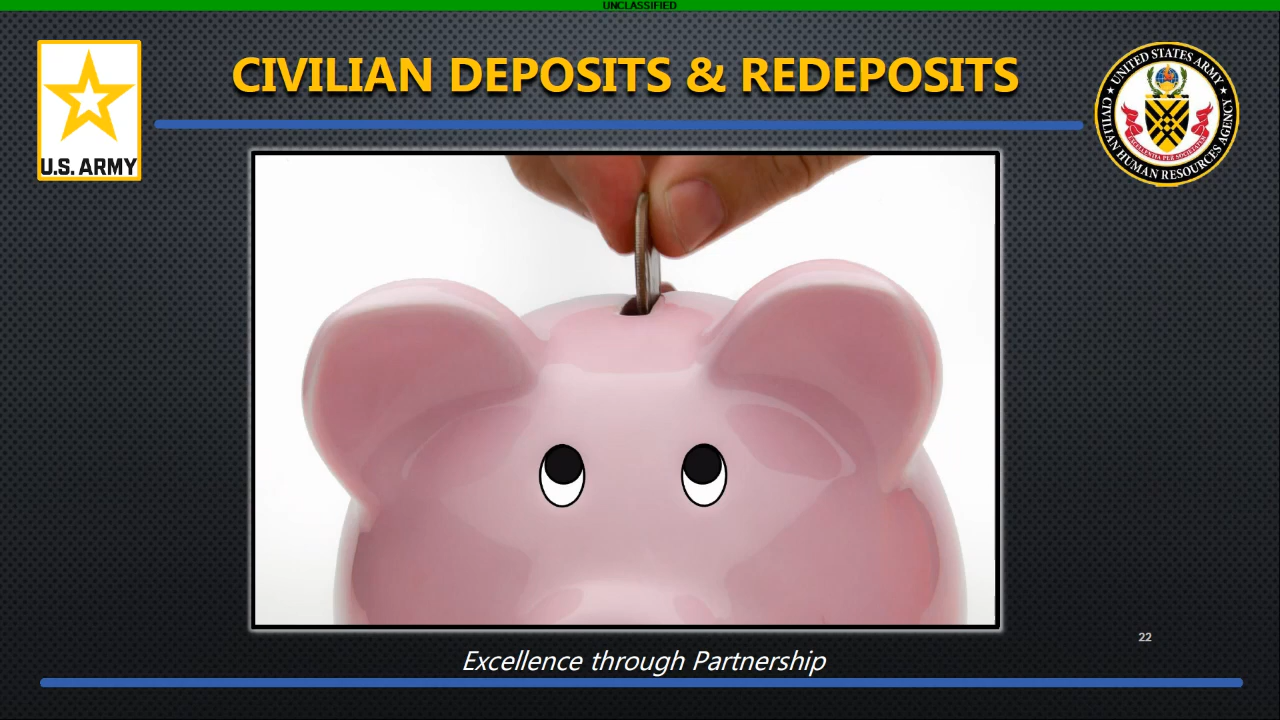 UNCLASSIFIED
CIVILIAN DEPOSITS & REDEPOSITS
U.S. ARMY
UNITED STATES ARMY
CIVILIAN HUMAN RESOURCES AGENCY
22
Excellence through Partnership